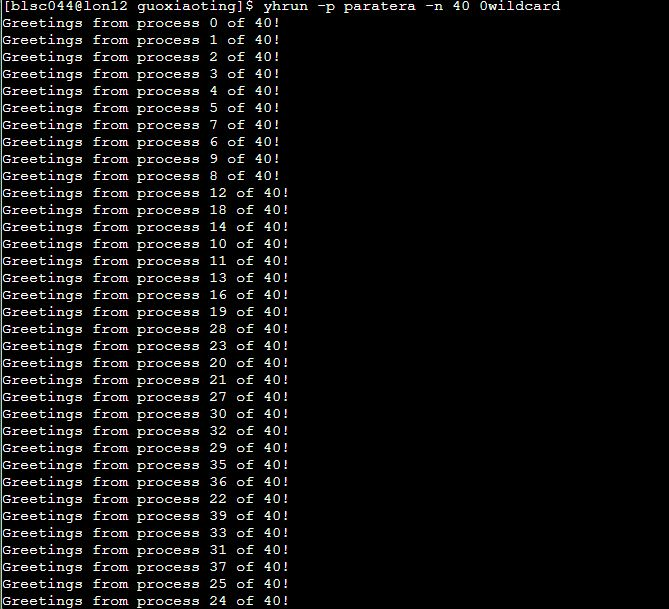 [blsc044@lon12 guoxiaoting]$ yhrun -p paratera -n 40 0wildcard
Greetings from process 0 of 40!
Greetings from process 1 of 40!
Greetings from process 2 of 40!
Greetings from process 3 of 40!
Greetings from process 4 of 40!
Greetings from process 5 of 40!
Greetings from process 7 of 40!
Greetings from process 6 of 40!
Greetings from process 9 of 40!
Greetings from process 8 of 40!
Greetings from process 12 of 40!
Greetings from process 18 of 40!
Greetings from process 14 of 40!
Greetings from process 10 of 40!
Greetings from process 11 of 40!
Greetings from process 13 of 40!
Greetings from process 16 of 40!
Greetings from process 19 of 40!
Greetings from process 28 of 40!
Greetings from process 23 of 40!
Greetings from process 20 of 40!
Greetings from process 21 of 40!
Greetings from process 27 of 40!
Greetings from process 30 of 40!
Greetings from process 32 of 40!
Greetings from process 29 of 40!
Greetings from process 35 of 40!
Greetings from process 36 of 40!
Greetings from process 22 of 40!
Greetings from process 39 of 40!
Greetings from process 33 of 40!
Greetings from process 31 of 40!
Greetings from process 37 of 40!
Greetings from process 25 of 40!
Greetings from process 24 of 40!